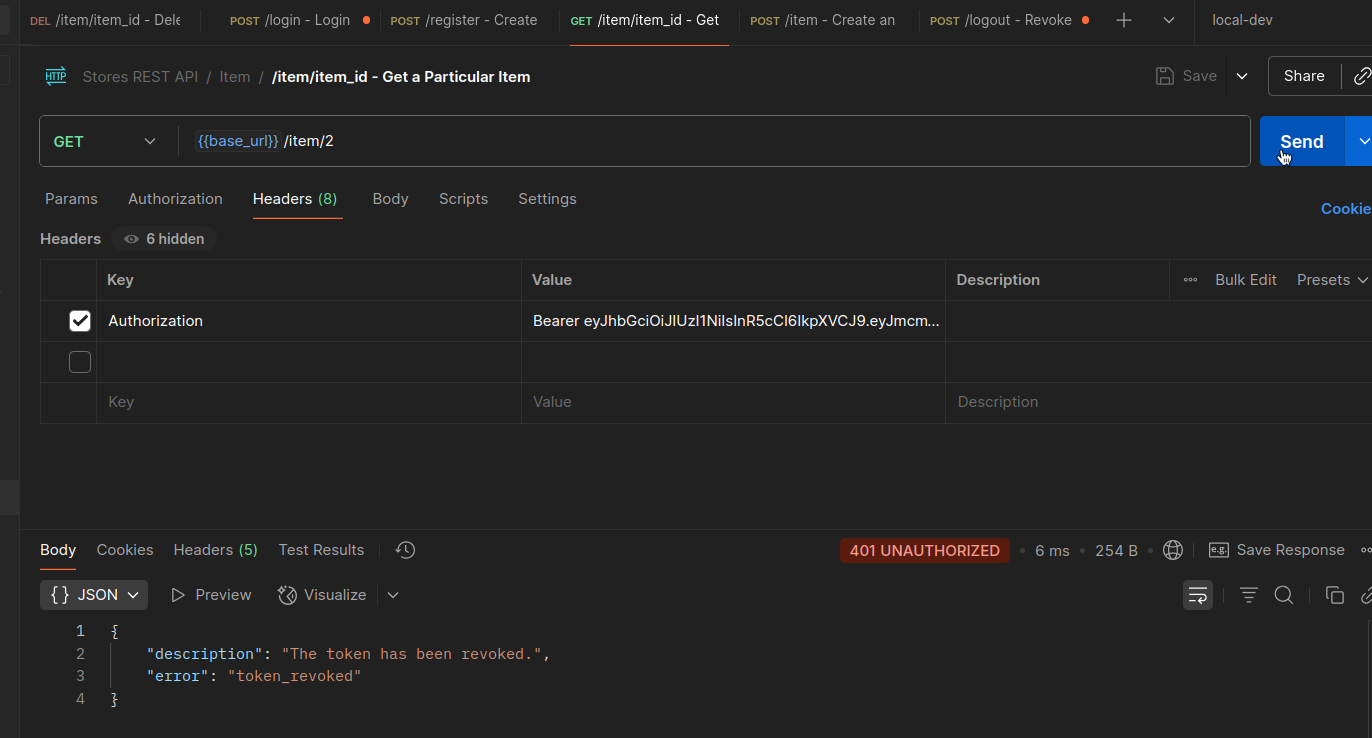 DEL /item/item_id - Dele POST /login - Login POST /register - Create GET /item/item_id - Get POST /item - Create an POST /logout - Revoke local-dev
HTTP Stores REST API / Item / /item/item_id - Get a Particular Item Save Share
GET {{base_url}} /item/2 Send
Params Authorization Headers (8) Body Scripts Settings
Cookie
Headers 6 hidden
Key Value Description Bulk Edit Presets
Authorization Bearer eyJhbGciOiJIUzI1NiIsInR5cCI6IkpXVCJ9.eyJmcm...
Key Value Description
Body Cookies Headers (5) Test Results 401 UNAUTHORIZED 6 ms 254 B e.g. Save Response
{} JSON Preview Visualize
1 {
2 "description": "The token has been revoked.",
3 "error": "token_revoked"
4 }